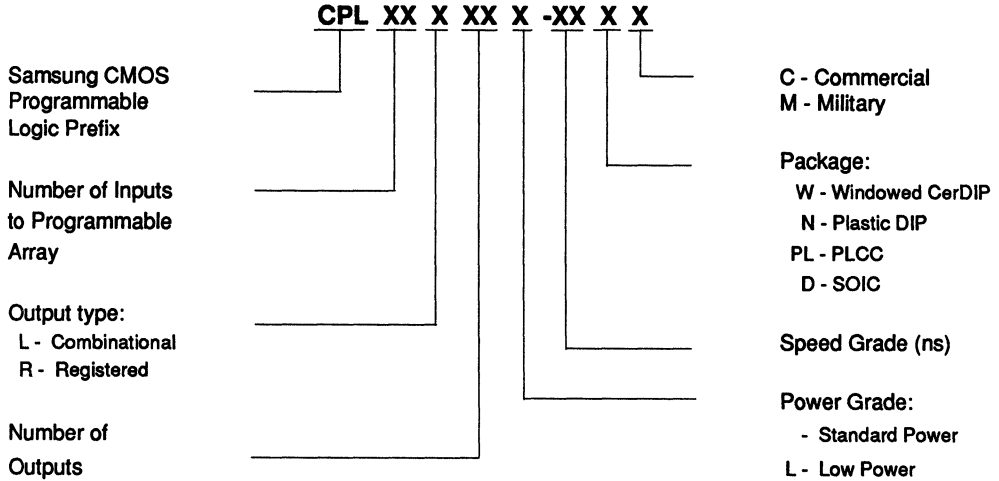 CPL XX X XX X -XX X X
Samsung CMOS
Programmable
Logic Prefix
Number of Inputs
to Programmable
Array
Output type:
L - Combinational
R - Registered
Number of
Outputs
C - Commercial
M - Military
Package:
W - Windowed CerDIP
N - Plastic DIP
PL - PLCC
D - SOIC
Speed Grade (ns)
Power Grade:
- Standard Power
L - Low Power